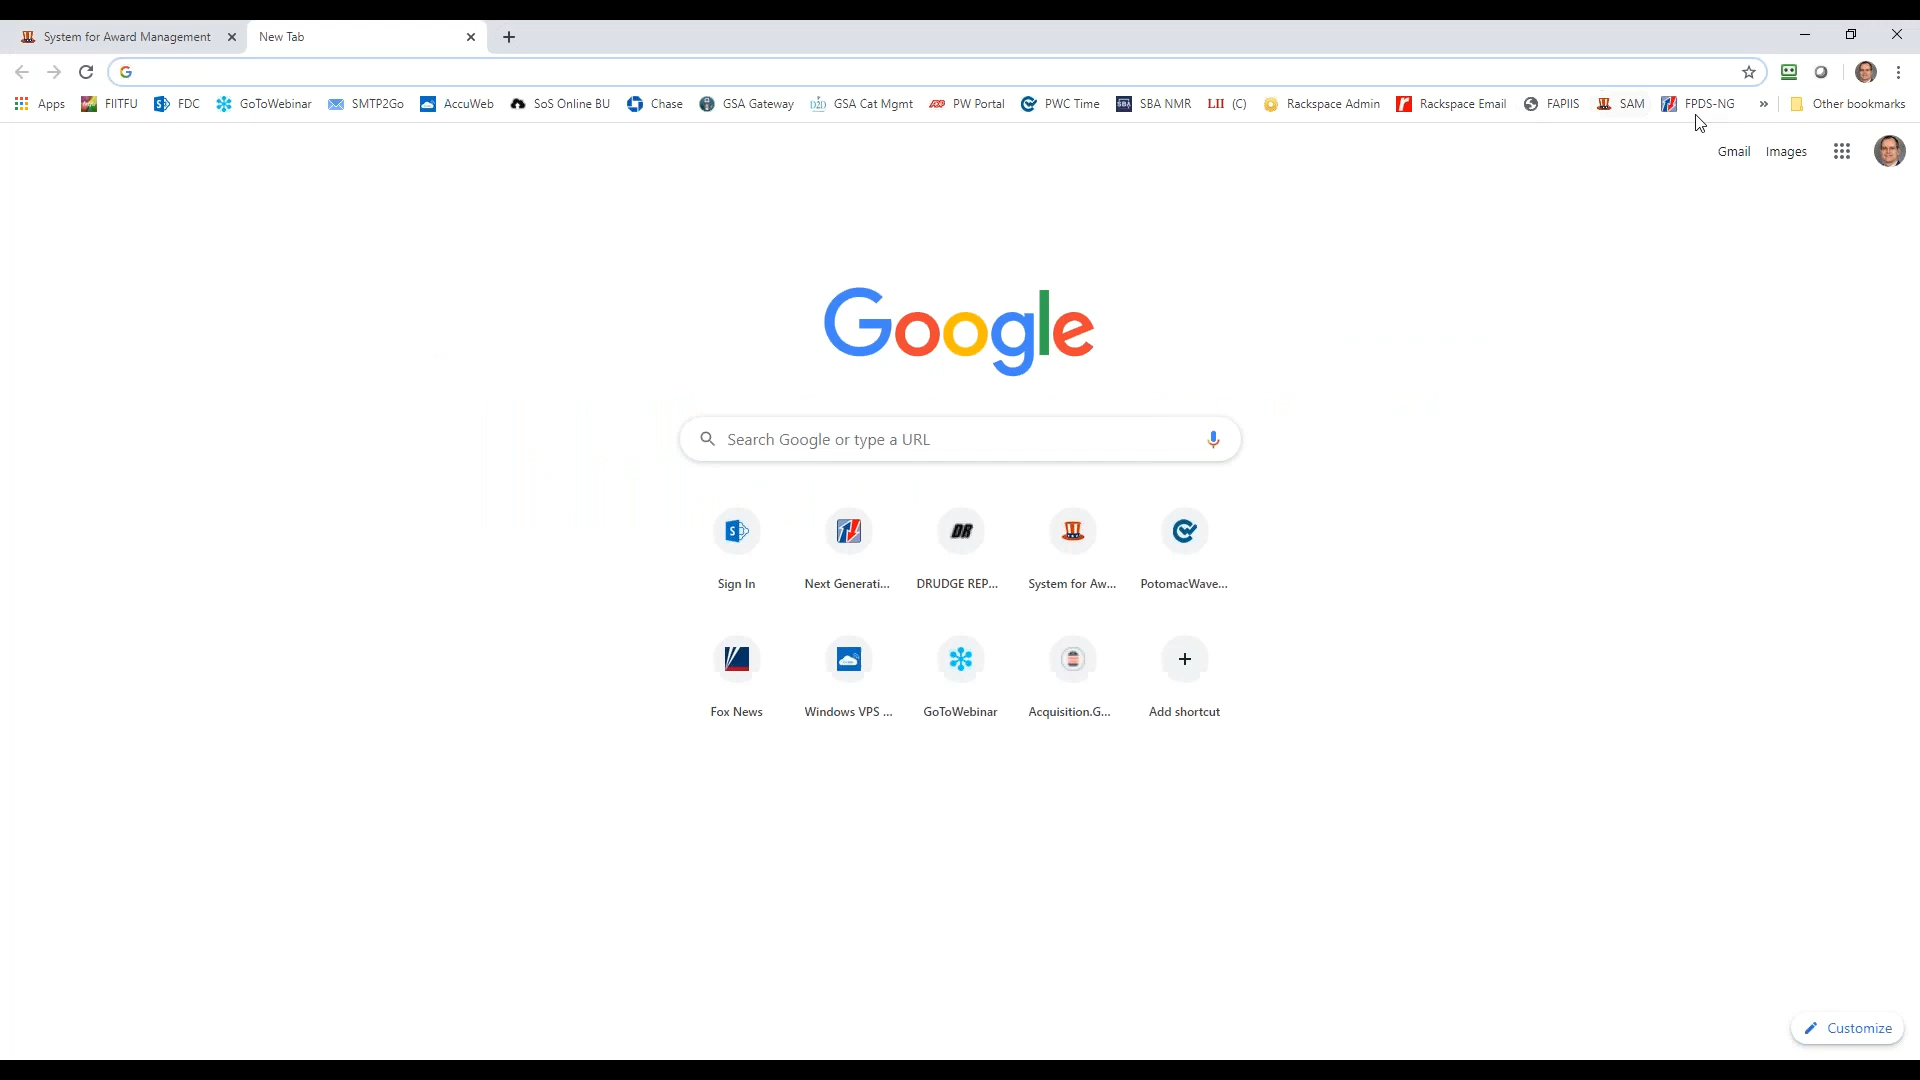 System for Award Management
New Tab
Apps FIITFU FDC GoToWebinar SMTP2Go AccuWeb SoS Online BU Chase GSA Gateway GSA Cat Mgmt PW Portal PWC Time SBA NMR LII (C) Rackspace Admin Rackspace Email FAPIIS SAM FPDS-NG » Other bookmarks
Gmail Images
Google
Search Google or type a URL
Sign In Next Generati... DRUDGE REP... System for Aw... PotomacWave...
Fox News Windows VPS ... GoToWebinar Acquisition.G... Add shortcut
Customize